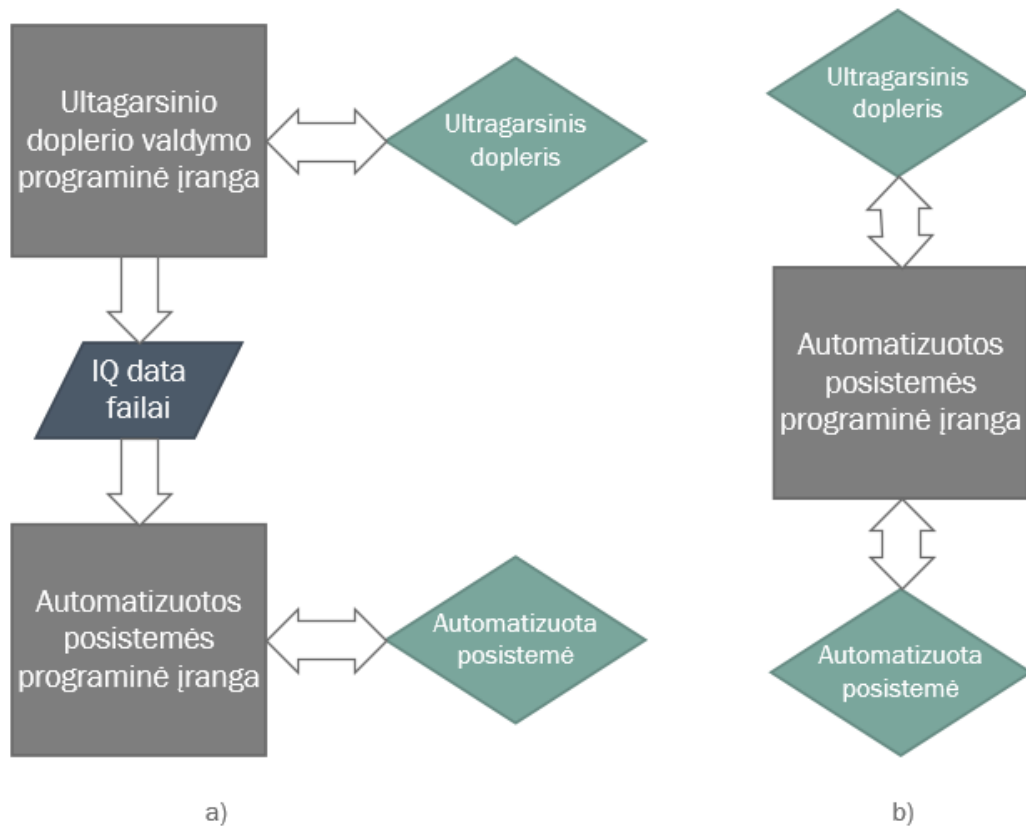 Ultagarsinio
doplerio valdymo
programinė įranga
Ultragarsinis
dopleris
IQ data
failai
Automatizuotos
posistemės
programinė įranga
Automatizuota
posistemė
a)
Ultragarsinis
dopleris
Automatizuotos
posistemės
programinė įranga
Automatizuota
posistemė
b)